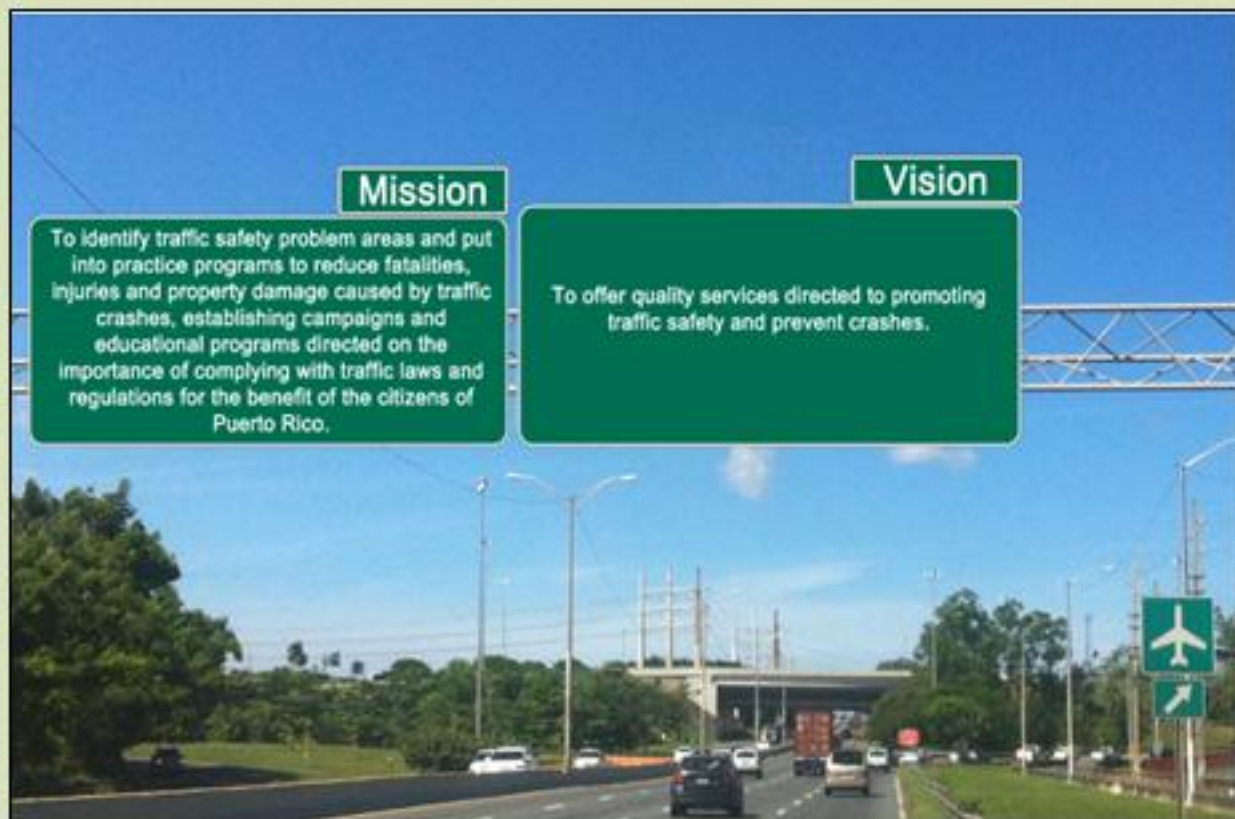 Mission
To identify traffic safety problem areas and put
into practice programs to reduce fatalities,
injuries and property damage caused by traffic
crashes, establishing campaigns and
educational programs directed on the
importance of complying with traffic laws and
regulations for the benefit of the citizens of
Puerto Rico.
Vision
To offer quality services directed to promoting
traffic safety and prevent crashes.